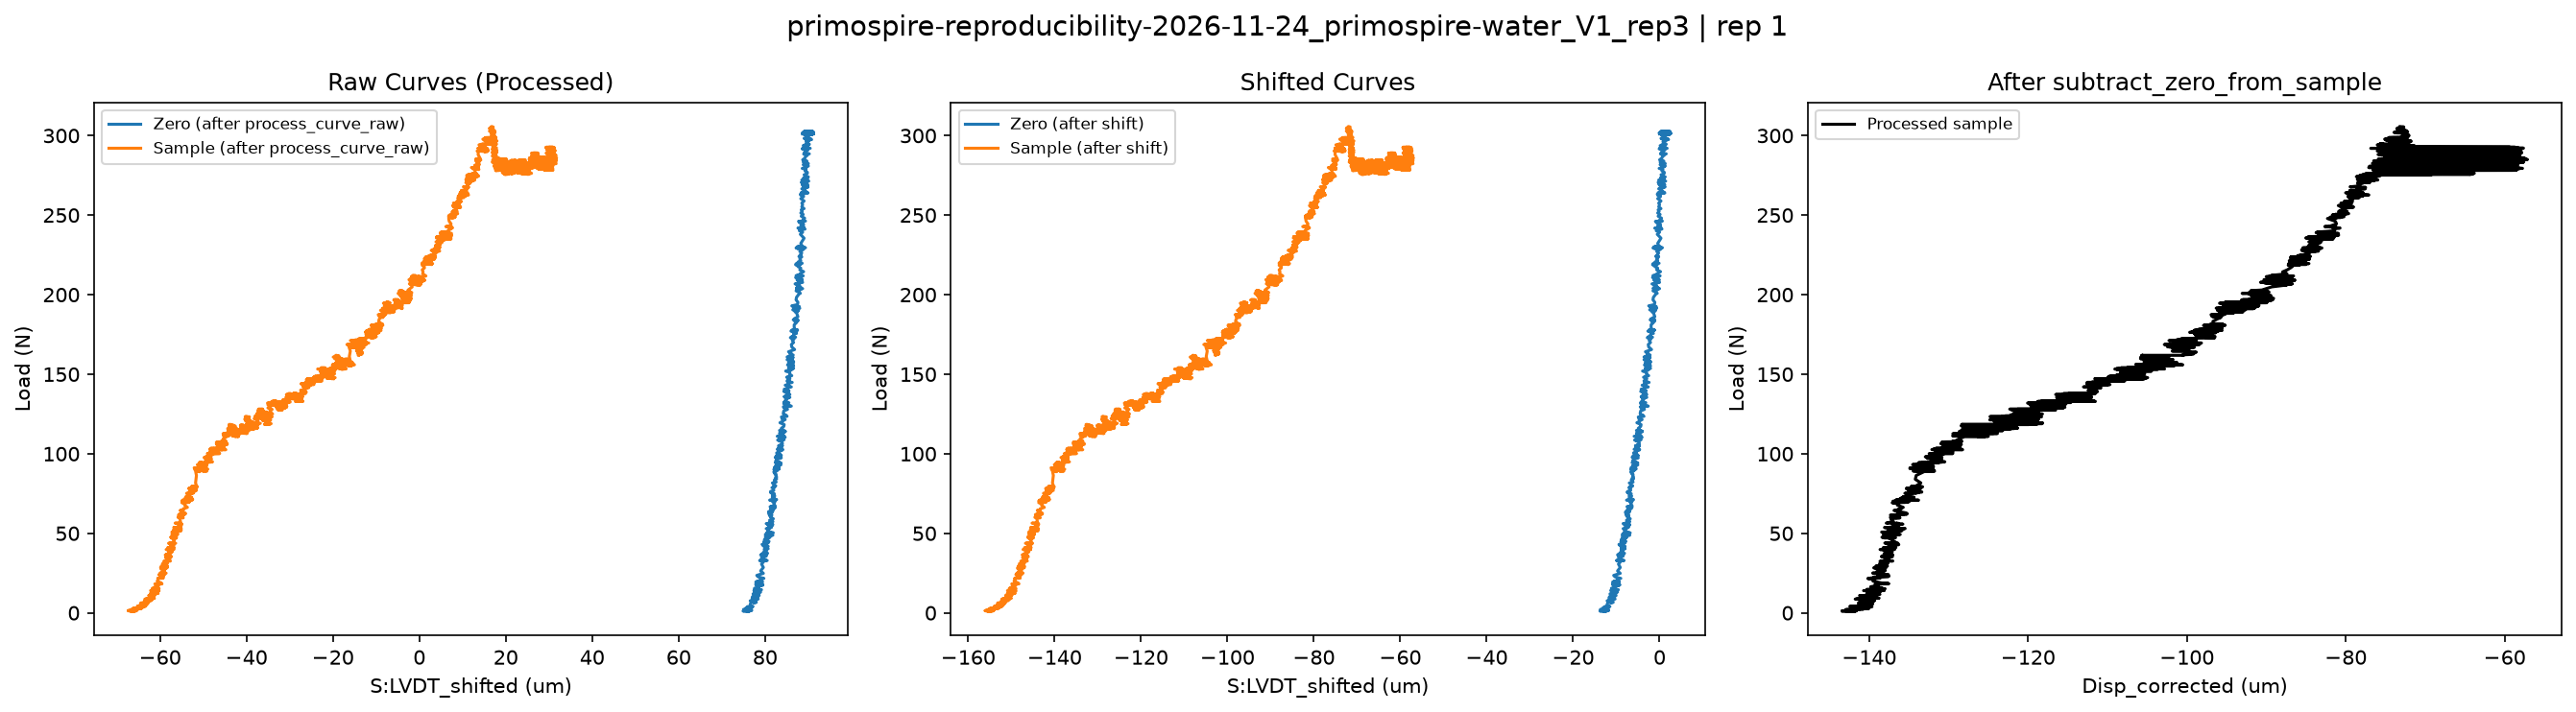 primospire-reproducibility-2026-11-24_primospire-water_V1_rep3 | rep 1
Raw Curves (Processed)
Zero (after process_curve_raw)
Sample (after process_curve_raw)
300
250
200
150
100
50
0
Load (N)
−60
−40
−20
0
20
40
60
80
S:LVDT_shifted (um)
Shifted Curves
Zero (after shift)
Sample (after shift)
300
250
200
150
100
50
0
Load (N)
−160
−140
−120
−100
−80
−60
−40
−20
0
S:LVDT_shifted (um)
After subtract_zero_from_sample
Processed sample
300
250
200
150
100
50
0
Load (N)
−140
−120
−100
−80
−60
Disp_corrected (um)